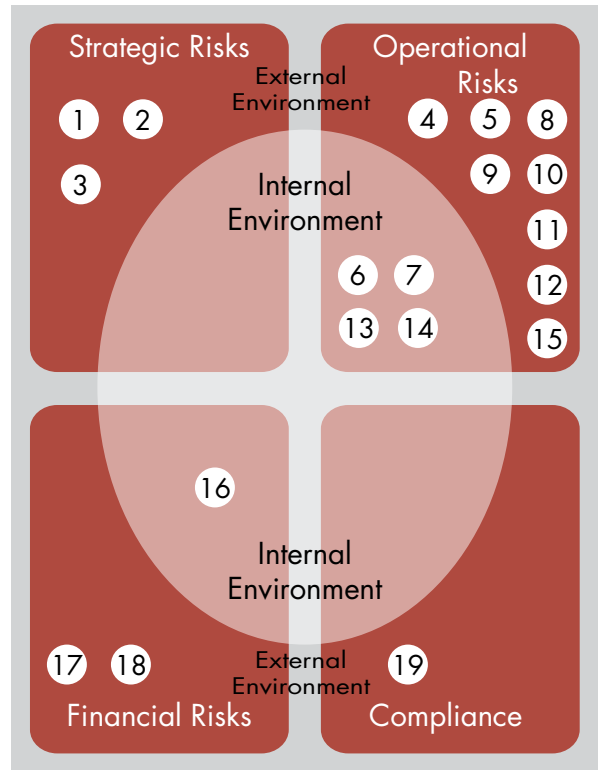 Strategic Risks
Operational
Risks
External
Environment
1 2
4 5 8
3
9 10
Internal
Environment
11
6 7
12
13 14
15
16
Internal
Environment
External
Environment
17 18
19
Financial Risks
Compliance